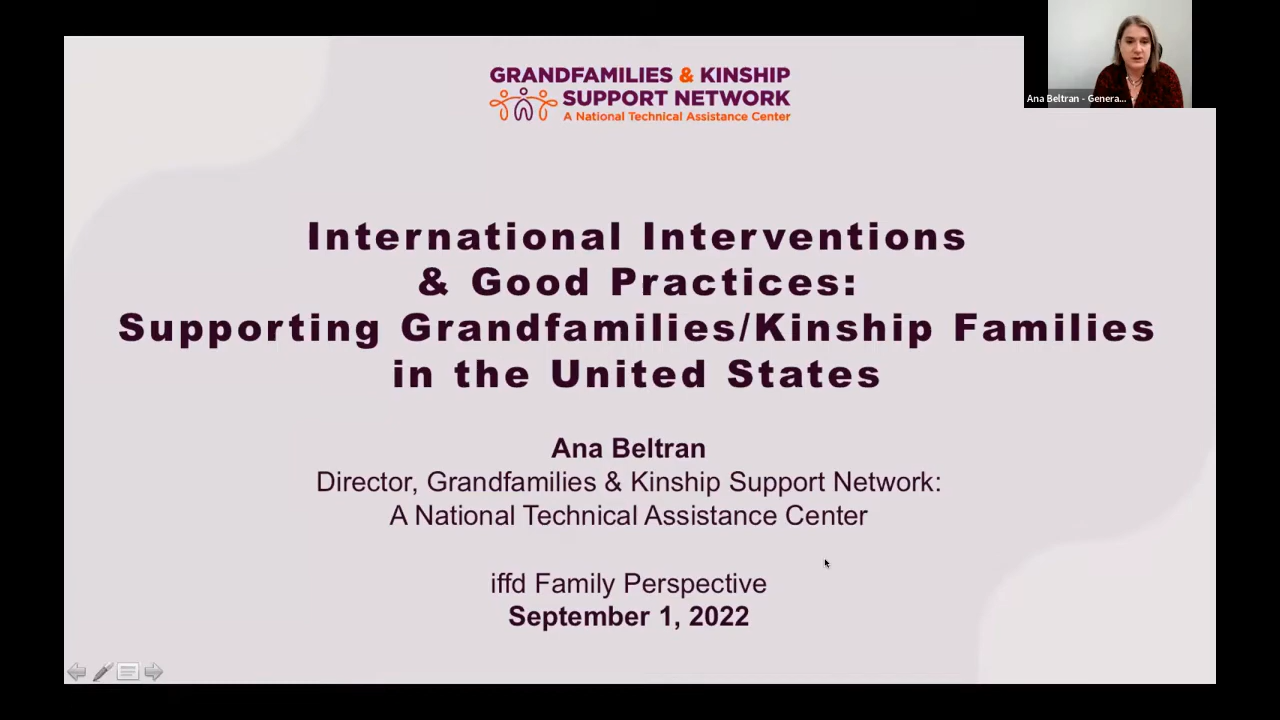 GRANDFAMILIES & KINSHIP
SUPPORT NETWORK
A National Technical Assistance Center
Ana Beltran - Genera...
International Interventions
& Good Practices:
Supporting Grandfamilies/Kinship Families
in the United States
Ana Beltran
Director, Grandfamilies & Kinship Support Network:
A National Technical Assistance Center
iffd Family Perspective
September 1, 2022